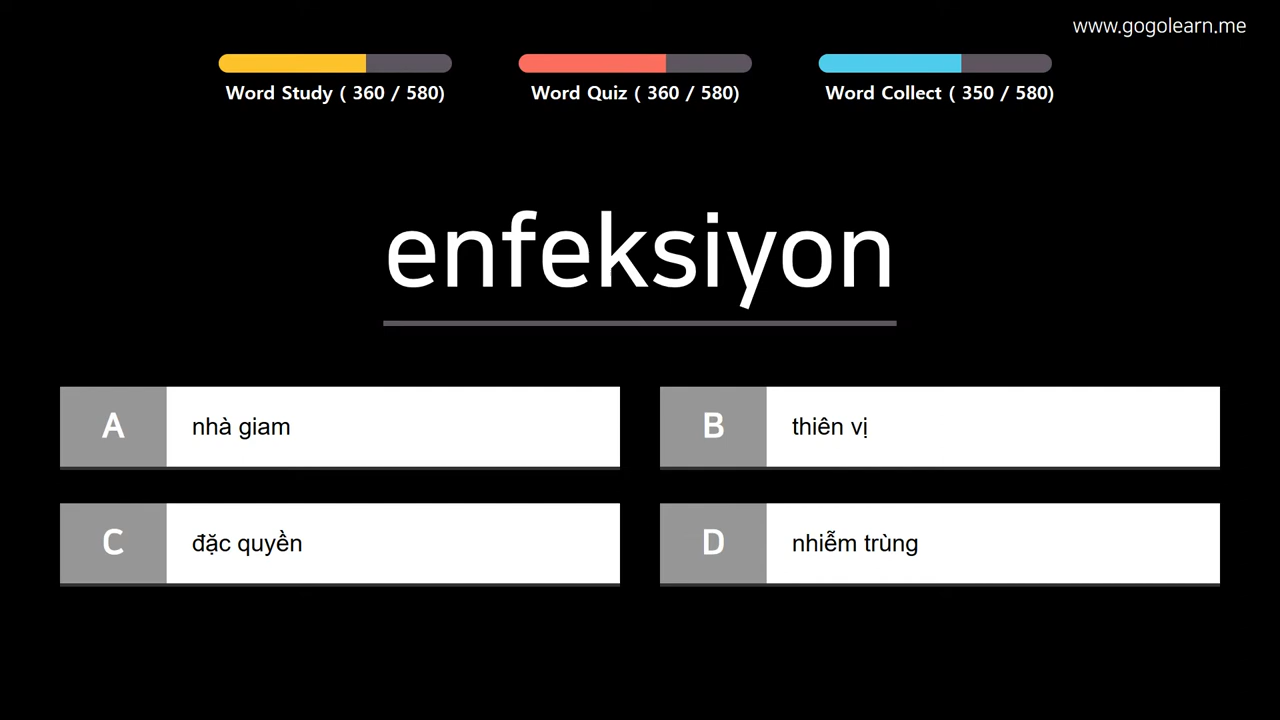 www.gogolearn.me
Word Study ( 360 / 580)
Word Quiz ( 360 / 580)
Word Collect ( 350 / 580)
enfeksiyon
A
nhà giam
B
thiên vị
C
đặc quyền
D
nhiễm trùng